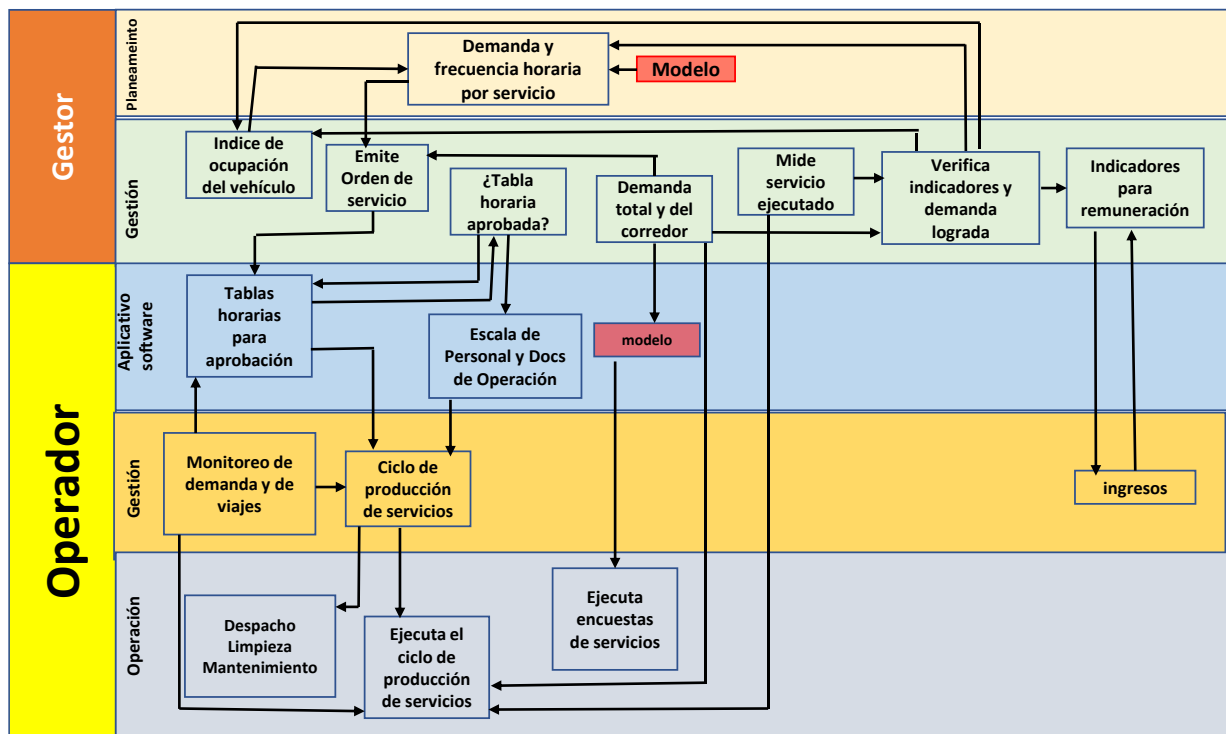 Gestor
Planeameinto
Demanda y
frecuencia horaria
por servicio
Modelo
Gestión
Indice de
ocupación
del vehículo
Emite
Orden de
servicio
¿Tabla
horaria
aprobada?
Demanda
total y del
corredor
Mide
servicio
ejecutado
Verifica
indicadores y
demanda
lograda
Indicadores
para
remuneración
Operador
Aplicativo
software
Tablas
horarias
para
aprobación
Escala de
Personal y Docs
de Operación
modelo
Gestión
Monitoreo de
demanda y de
viajes
Ciclo de
producción
de servicios
ingresos
Operación
Despacho
Limpieza
Mantenimiento
Ejecuta el
ciclo de
producción
de servicios
Ejecuta
encuestas
de servicios